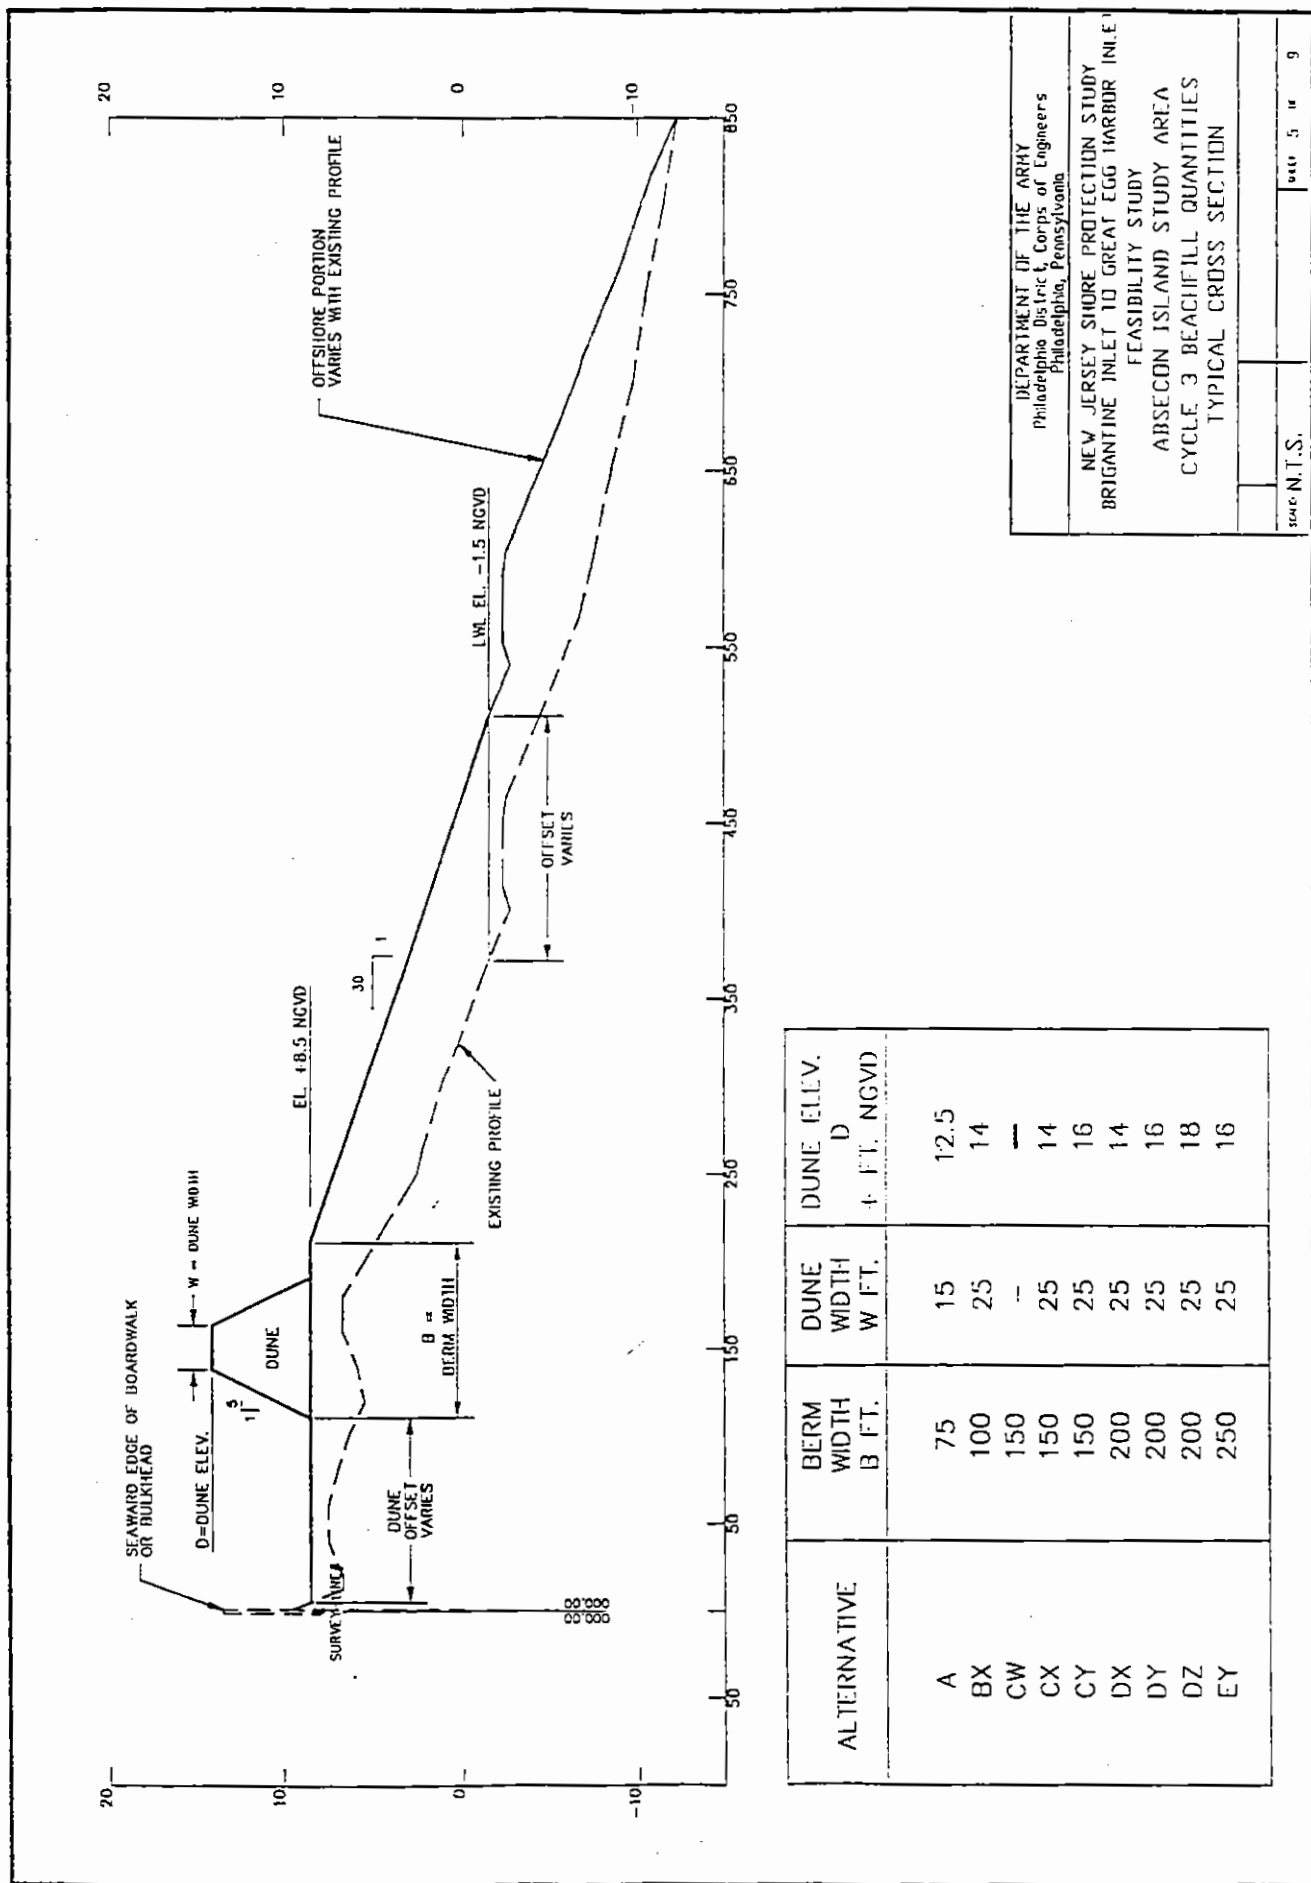 20
10
0
-10
20
10
0
-10
50
50
150
250
350
450
550
650
750
850
SEAWARD EDGE OF BOARDWALK
OR BULKHEAD
D=DUNE ELEV.
W = DUNE WIDTH
DUNE
1
5
EL. +8.5 NGVD
30
1
LWL EL. -1.5 NGVD
OFFSHORE PORTION
VARIES WITH EXISTING PROFILE
DUNE
OFFSET
VARIES
B =
BERM WIDTH
EXISTING PROFILE
OFFSET
VARIES
ALTERNATIVE
BERM
WIDTH
B FT.
DUNE
WIDTH
W FT.
DUNE ELEV.
D
+ FT. NGVD
A 75 15 12.5
BX 100 25 14
CW 150 -- —
CX 150 25 14
CY 150 25 16
DX 200 25 14
DY 200 25 16
DZ 200 25 18
EY 250 25 16
DEPARTMENT OF THE ARMY
Philadelphia District, Corps of Engineers
Philadelphia, Pennsylvania
NEW JERSEY SHORE PROTECTION STUDY
BRIGANTINE INLET TO GREAT EGG HARBOR INLET
FEASIBILITY STUDY
ABSECON ISLAND STUDY AREA
CYCLE 3 BEACHFILL QUANTITIES
TYPICAL CROSS SECTION
SCALE: N.T.S.
5
9